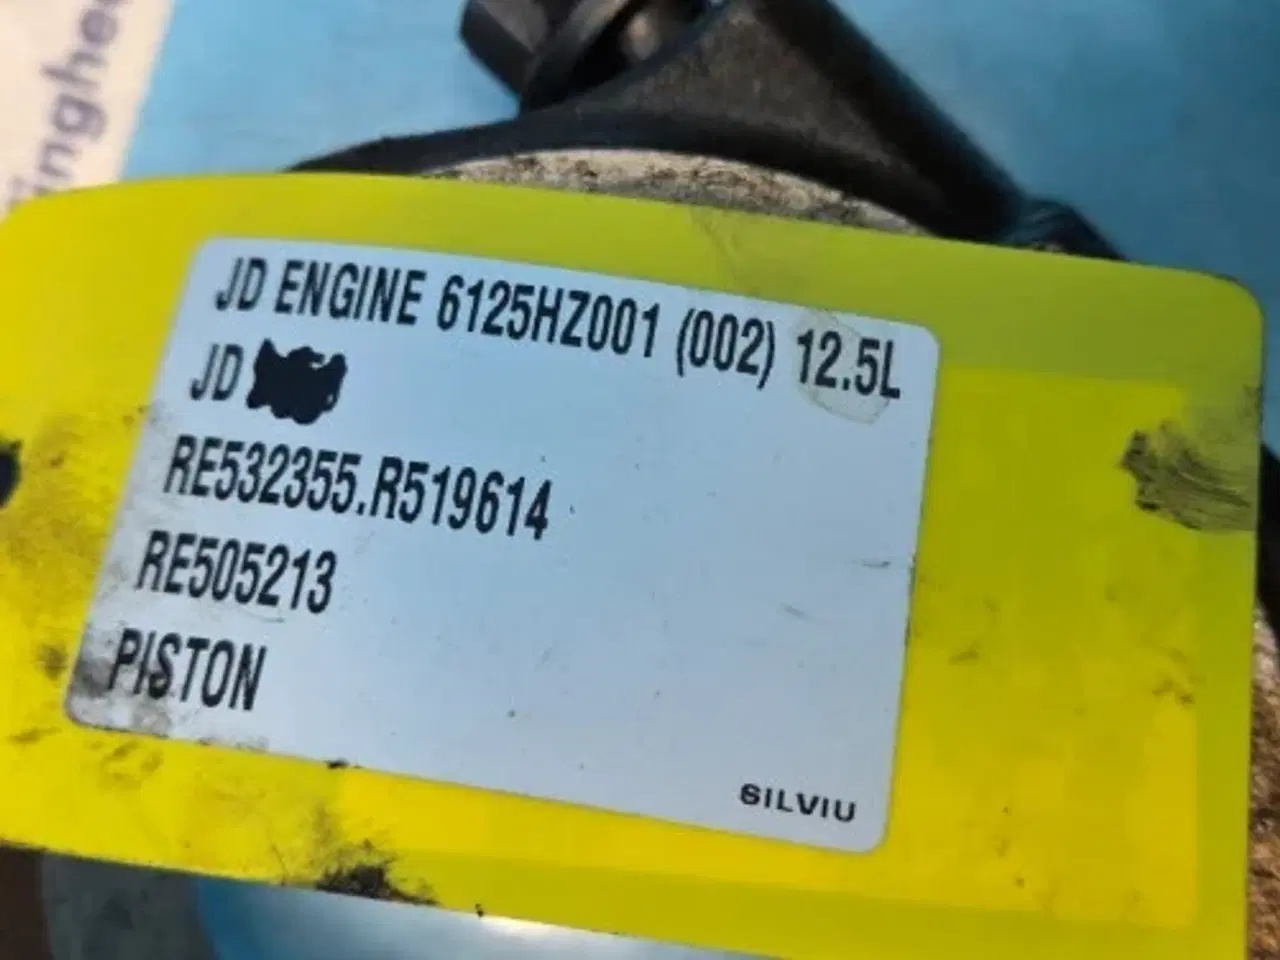 JD ENGINE 6125HZ001 (002) 12.5L
JD
RE532355.R519614
RE505213
PISTON
SILVIU